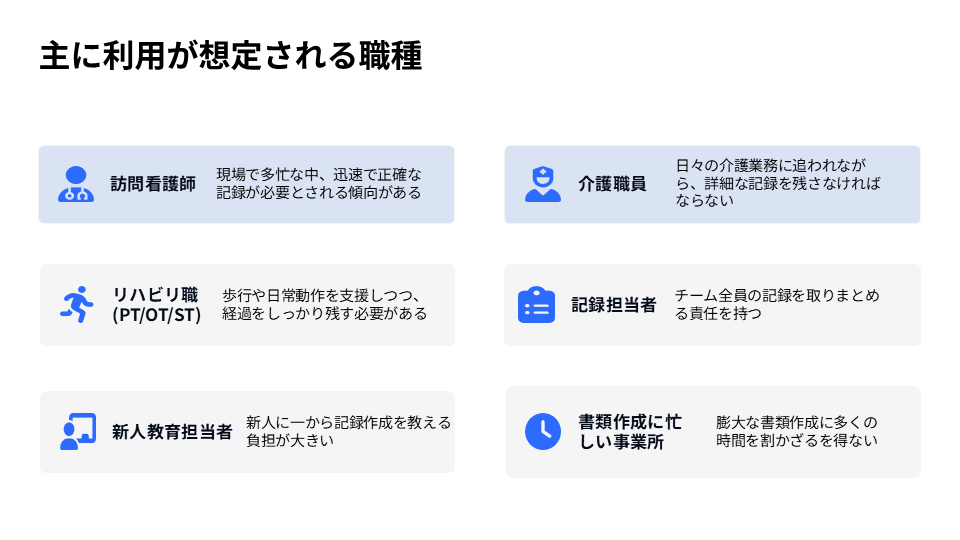 主に利用が想定される職種
訪問看護師
現場で多忙な中、迅速で正確な
記録が必要とされる傾向がある
介護職員
日々の介護業務に追われなが
ら、詳細な記録を残さなければ
ならない
リハビリ職
(PT/OT/ST)
歩行や日常動作を支援しつつ、
経過をしっかり残す必要がある
記録担当者
チーム全員の記録を取りまとめ
る責任を持つ
新人教育担当者
新人に一から記録作成を教える
負担が大きい
書類作成に忙
しい事業所
膨大な書類作成に多くの
時間を割かざるを得ない